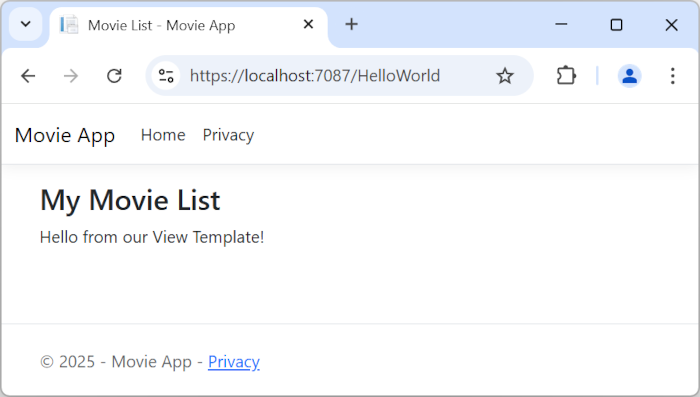 Movie List - Movie App
https://localhost:7087/HelloWorld
Movie App Home Privacy
My Movie List
Hello from our View Template!
© 2025 - Movie App - Privacy